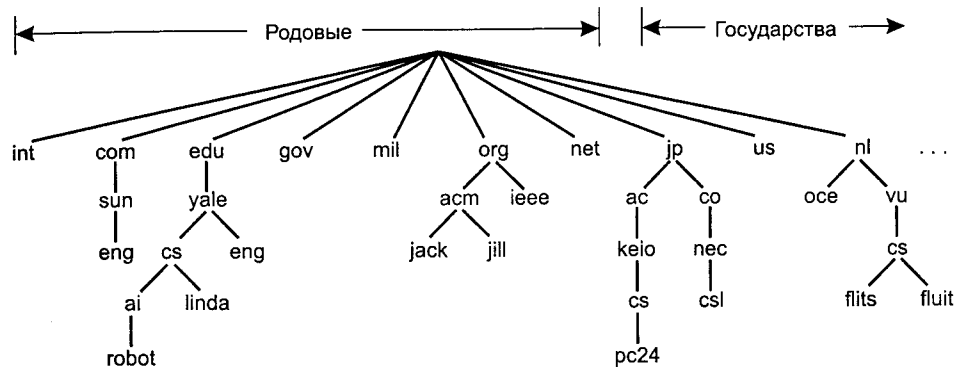 Родовые Государства
int com edu gov mil org net jp us nl . . .
sun yale acm ieee ac co oce vu
eng cs eng jack jill keio nec cs
ai linda cs csl flits fluit
robot pc24